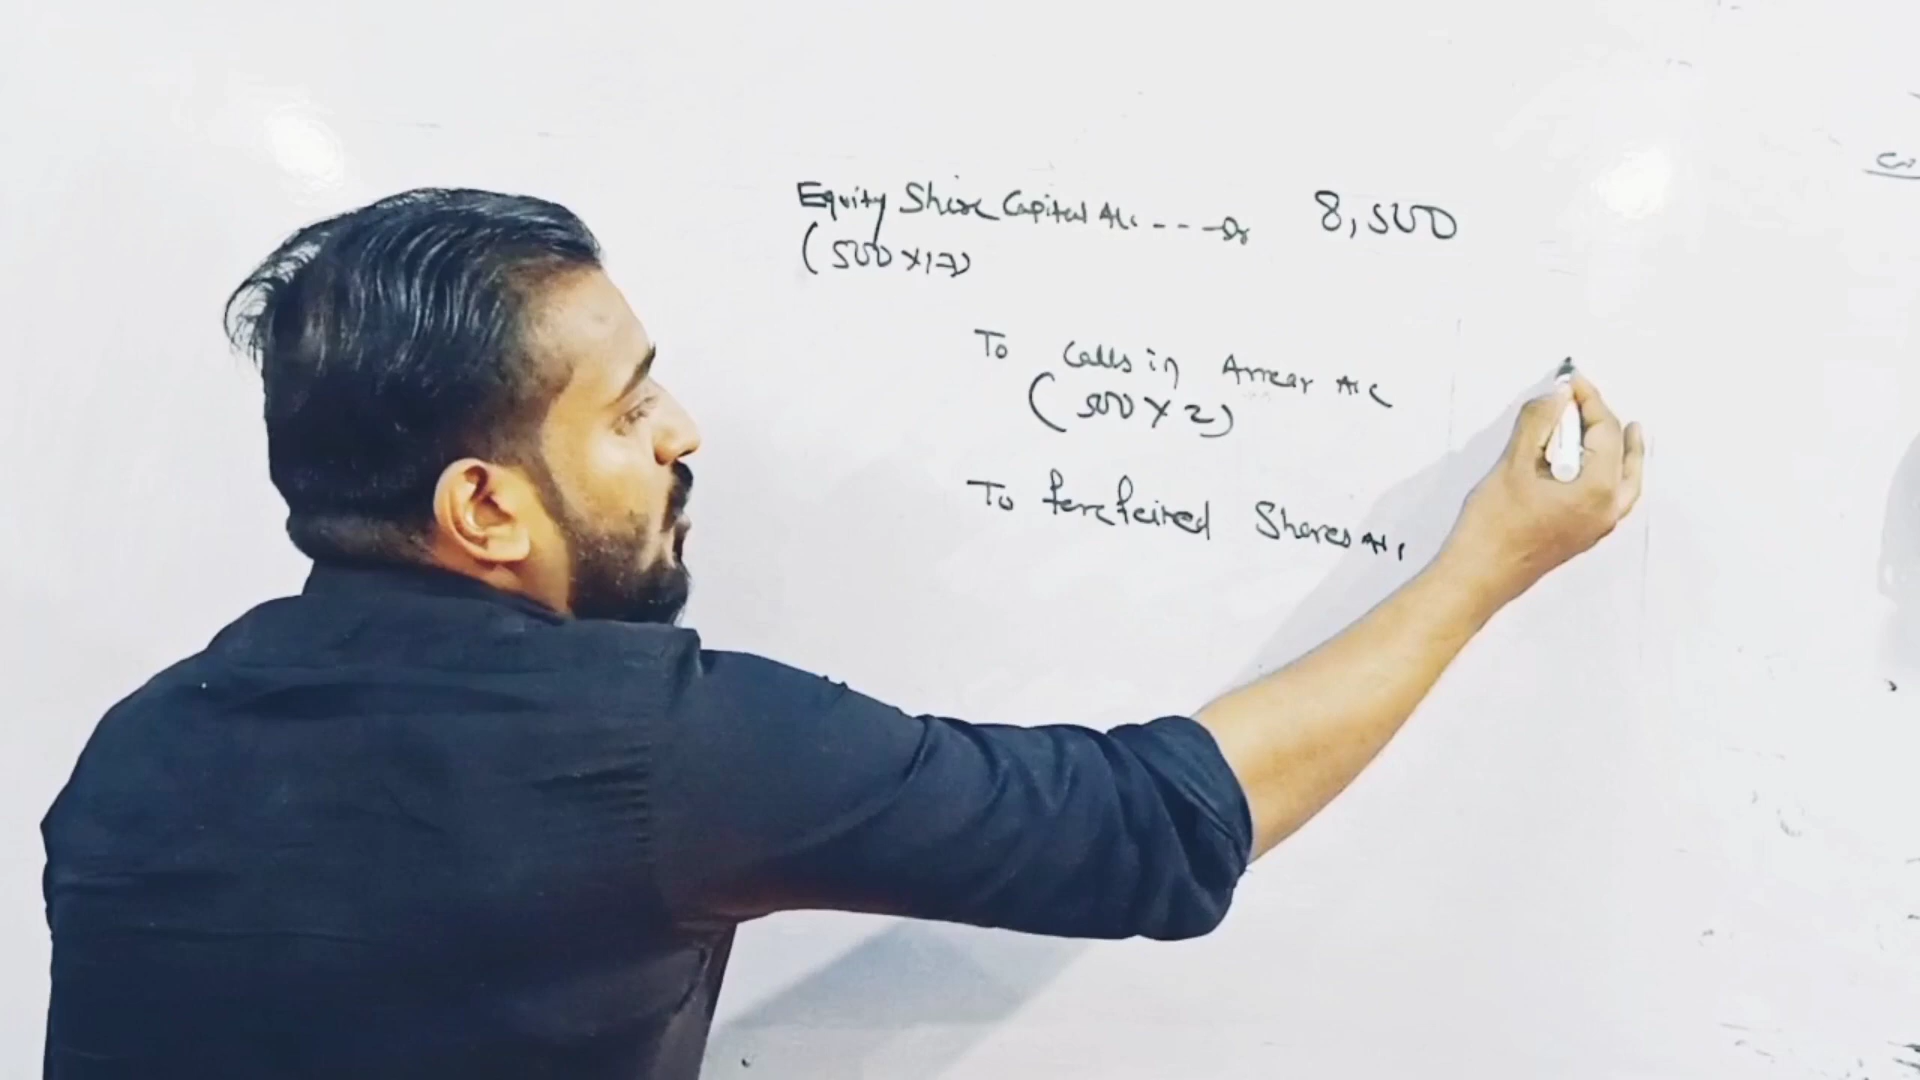 Equity Share Capital A/c - - - Dr 8,500
(500 x 17)
To Calls in Arrear A/c
(500 x 2)
To forfeited Shares A/c